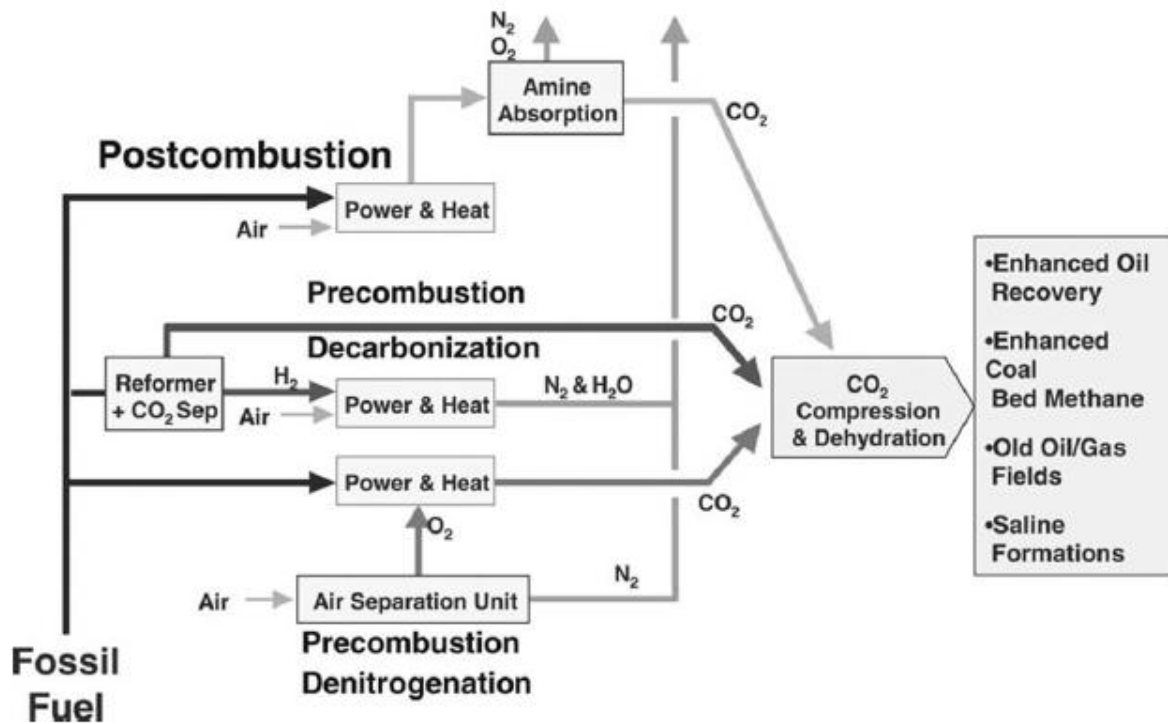 N₂
O₂
Amine
Absorption
CO₂
Postcombustion
Power & Heat
Air
Precombustion
CO₂
Decarbonization
Reformer
+ CO₂ Sep
H₂
Air
Power & Heat
N₂ & H₂O
CO₂
Compression
& Dehydration
•Enhanced Oil
Recovery
•Enhanced
Coal
Bed Methane
•Old Oil/Gas
Fields
•Saline
Formations
Power & Heat
CO₂
O₂
Air
Air Separation Unit
N₂
Precombustion
Denitrogenation
Fossil
Fuel